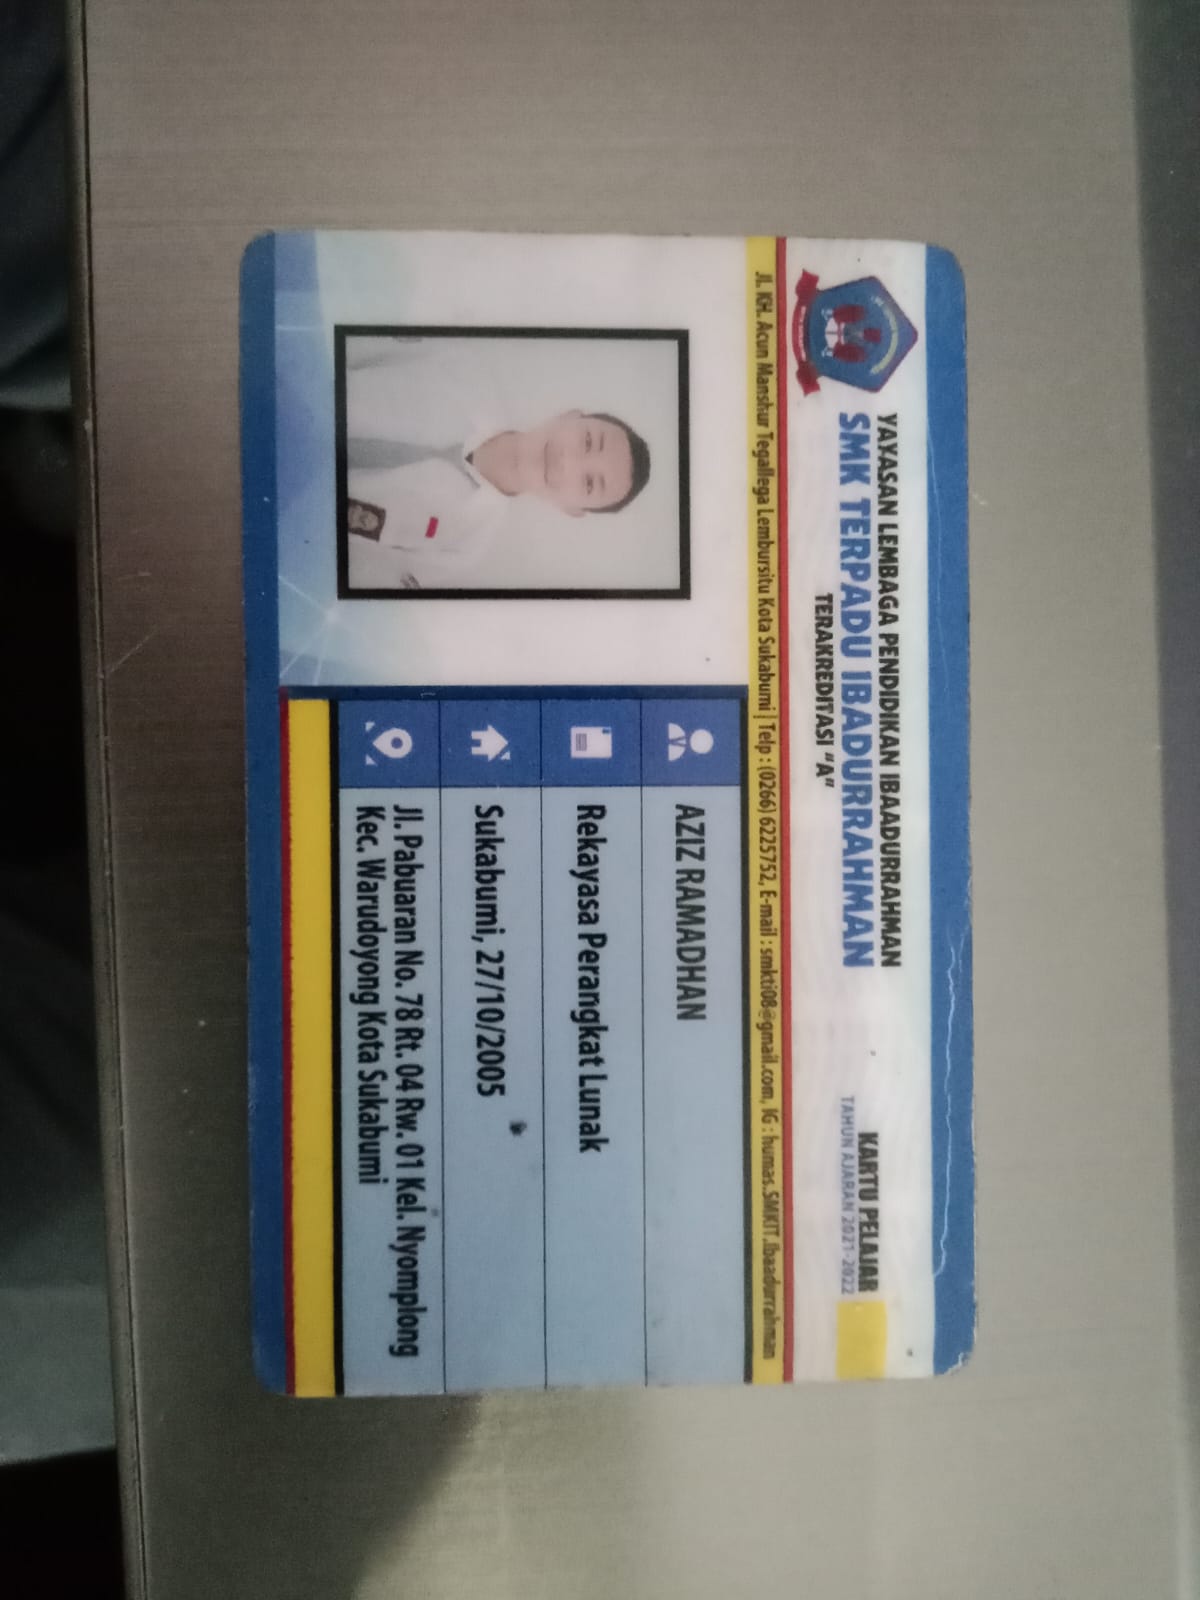 YAYASAN LEMBAGA PENDIDIKAN IBAADURRAHMAN
SMK TERPADU IBADURRAHMAN
TERAKREDITASI "A"
KARTU PELAJAR
TAHUN AJARAN 2021-2022
Jl. KH. Acun Manshur Tegallega Lembursitu Kota Sukabumi | Telp : (0266) 6225752, E-mail : smkti08@gmail.com, IG : humas.SMKIT.Ibaadurrahman
AZIZ RAMADHAN
Rekayasa Perangkat Lunak
Sukabumi, 27/10/2005
Jl. Pabuaran No. 78 Rt. 04 Rw. 01 Kel. Nyomplong
Kec. Warudoyong Kota Sukabumi